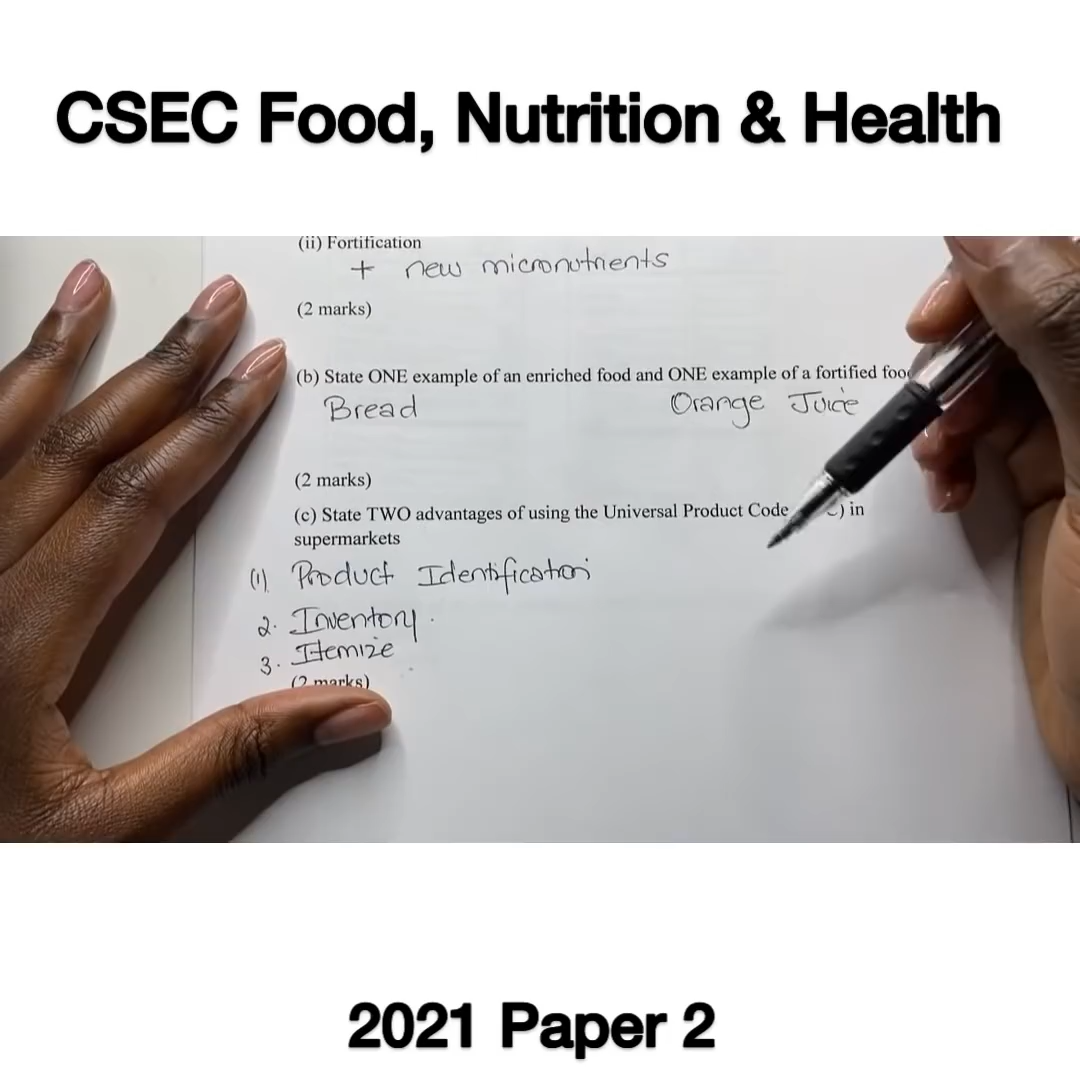 CSEC Food, Nutrition & Health
(ii) Fortification
+ new micronutrients
(2 marks)
(b) State ONE example of an enriched food and ONE example of a fortified
Bread Orange Juice
(2 marks)
(c) State TWO advantages of using the Universal Product Code in
supermarkets
(1) Product Identification
2. Inventory.
3. Itemize
(2 marks)
2021 Paper 2